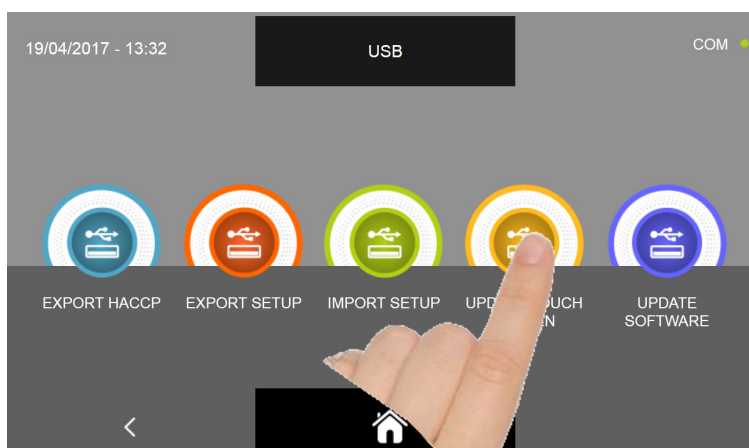 19/04/2017 - 13:32
USB
COM
EXPORT HACCP
EXPORT SETUP
IMPORT SETUP
UPDATE
SOFTWARE